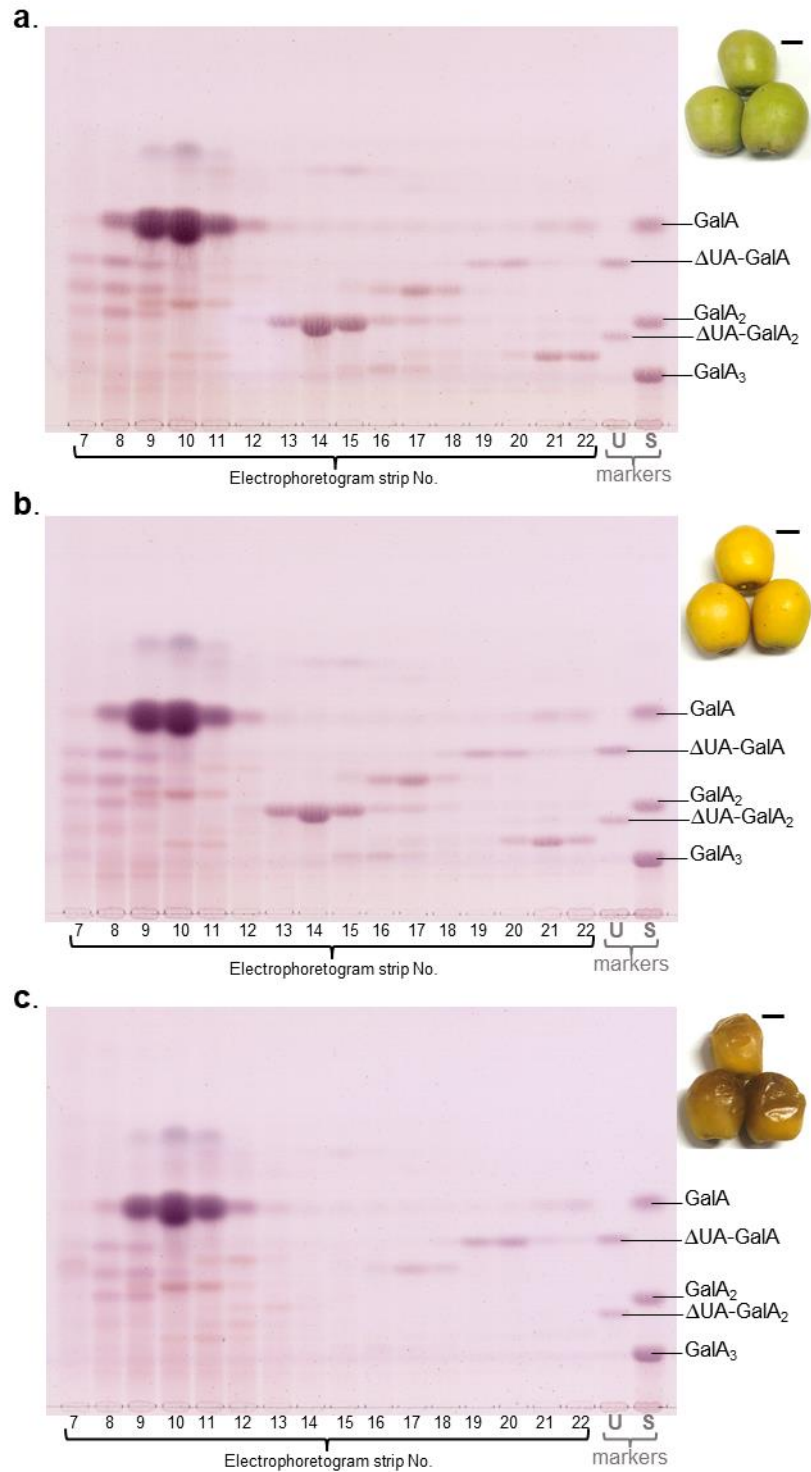 a.
GalA
ΔUA-GalA
GalA₂
ΔUA-GalA₂
GalA₃
7 8 9 10 11 12 13 14 15 16 17 18 19 20 21 22 U S
Electrophoretogram strip No. markers
b.
GalA
ΔUA-GalA
GalA₂
ΔUA-GalA₂
GalA₃
7 8 9 10 11 12 13 14 15 16 17 18 19 20 21 22 U S
Electrophoretogram strip No. markers
c.
GalA
ΔUA-GalA
GalA₂
ΔUA-GalA₂
GalA₃
7 8 9 10 11 12 13 14 15 16 17 18 19 20 21 22 U S
Electrophoretogram strip No. markers